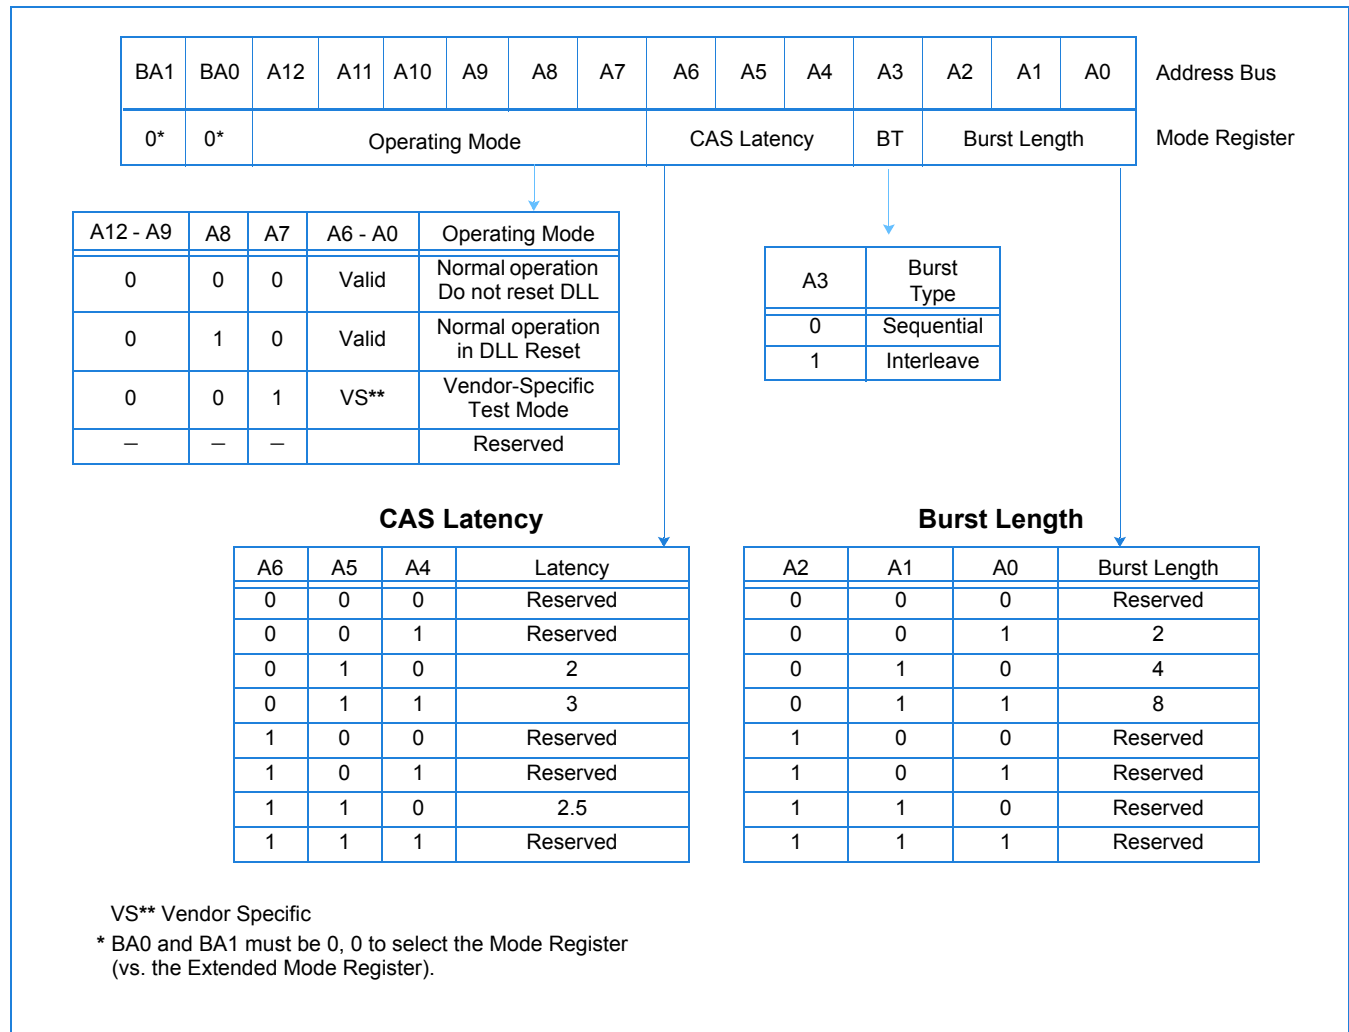 BA1 BA0 A12 A11 A10 A9 A8 A7 A6 A5 A4 A3 A2 A1 A0 Address Bus
0* 0* Operating Mode CAS Latency BT Burst Length Mode Register
A12 - A9 A8 A7 A6 - A0 Operating Mode
0 0 0 Valid Normal operation
Do not reset DLL
0 1 0 Valid Normal operation
in DLL Reset
0 0 1 VS** Vendor-Specific
Test Mode
– – – Reserved
A3 Burst
Type
0 Sequential
1 Interleave
CAS Latency
A6 A5 A4 Latency
0 0 0 Reserved
0 0 1 Reserved
0 1 0 2
0 1 1 3
1 0 0 Reserved
1 0 1 Reserved
1 1 0 2.5
1 1 1 Reserved
Burst Length
A2 A1 A0 Burst Length
0 0 0 Reserved
0 0 1 2
0 1 0 4
0 1 1 8
1 0 0 Reserved
1 0 1 Reserved
1 1 0 Reserved
1 1 1 Reserved
VS** Vendor Specific
* BA0 and BA1 must be 0, 0 to select the Mode Register
(vs. the Extended Mode Register).